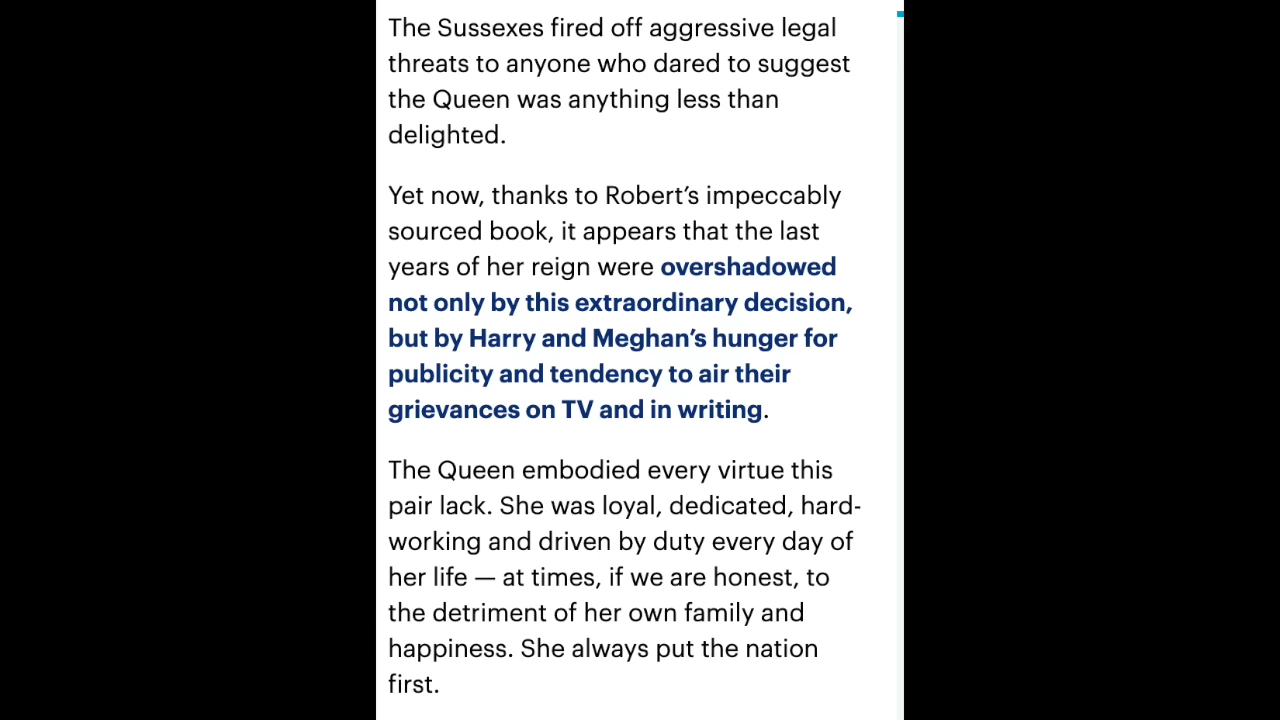 The Sussexes fired off aggressive legal
threats to anyone who dared to suggest
the Queen was anything less than
delighted.
Yet now, thanks to Robert’s impeccably
sourced book, it appears that the last
years of her reign were overshadowed
not only by this extraordinary decision,
but by Harry and Meghan’s hunger for
publicity and tendency to air their
grievances on TV and in writing.
The Queen embodied every virtue this
pair lack. She was loyal, dedicated, hard-
working and driven by duty every day of
her life — at times, if we are honest, to
the detriment of her own family and
happiness. She always put the nation
first.